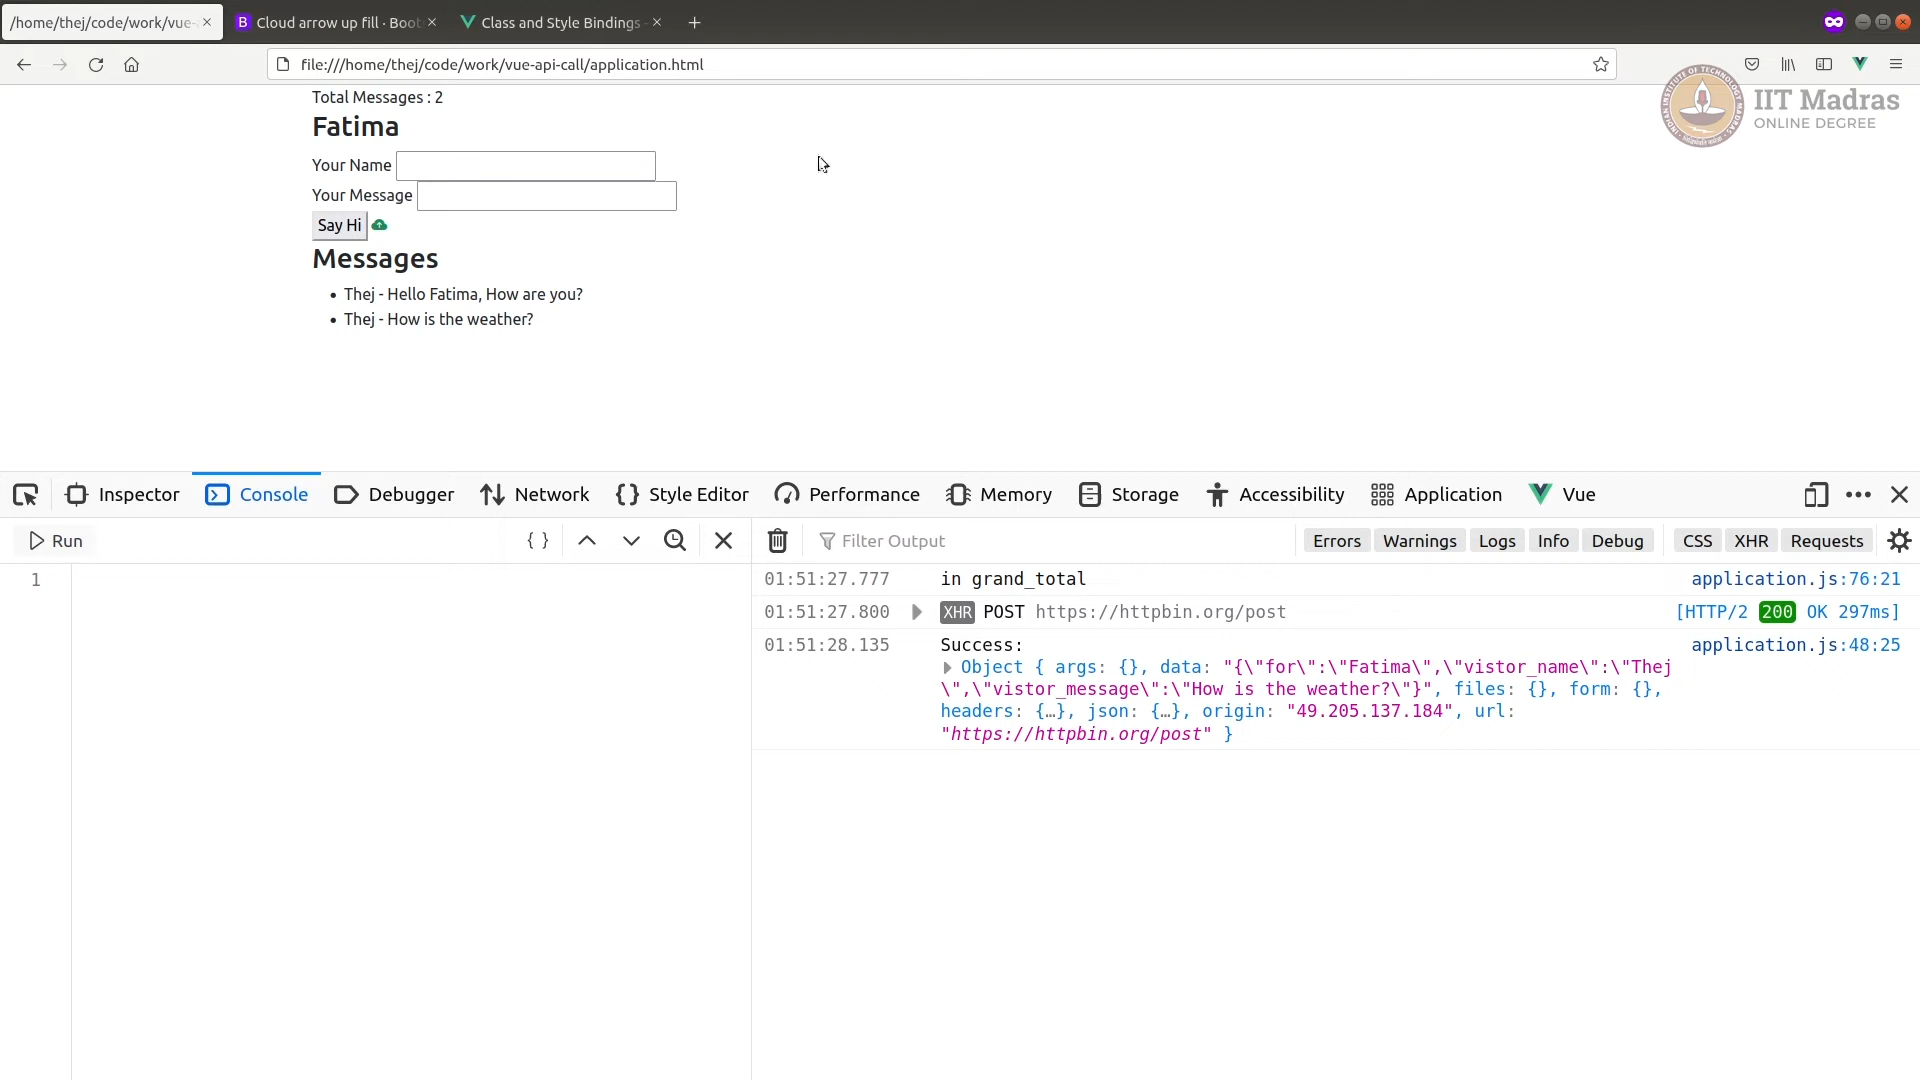 /home/thej/code/work/vue-
Cloud arrow up fill · Boot
Class and Style Bindings
file:///home/thej/code/work/vue-api-call/application.html
IIT Madras
ONLINE DEGREE
Total Messages : 2
Fatima
Your Name
Your Message
Say Hi
Messages
Thej - Hello Fatima, How are you?
Thej - How is the weather?
Inspector Console Debugger Network Style Editor Performance Memory Storage Accessibility Application Vue
Run
Filter Output
Errors Warnings Logs Info Debug CSS XHR Requests
1
01:51:27.777 in grand_total application.js:76:21
01:51:27.800 XHR POST https://httpbin.org/post [HTTP/2 200 OK 297ms]
01:51:28.135 Success: application.js:48:25
Object { args: {}, data: "{\"for\":\"Fatima\",\"vistor_name\":\"Thej
\",\"vistor_message\":\"How is the weather?\"}", files: {}, form: {},
headers: {…}, json: {…}, origin: "49.205.137.184", url:
"https://httpbin.org/post" }